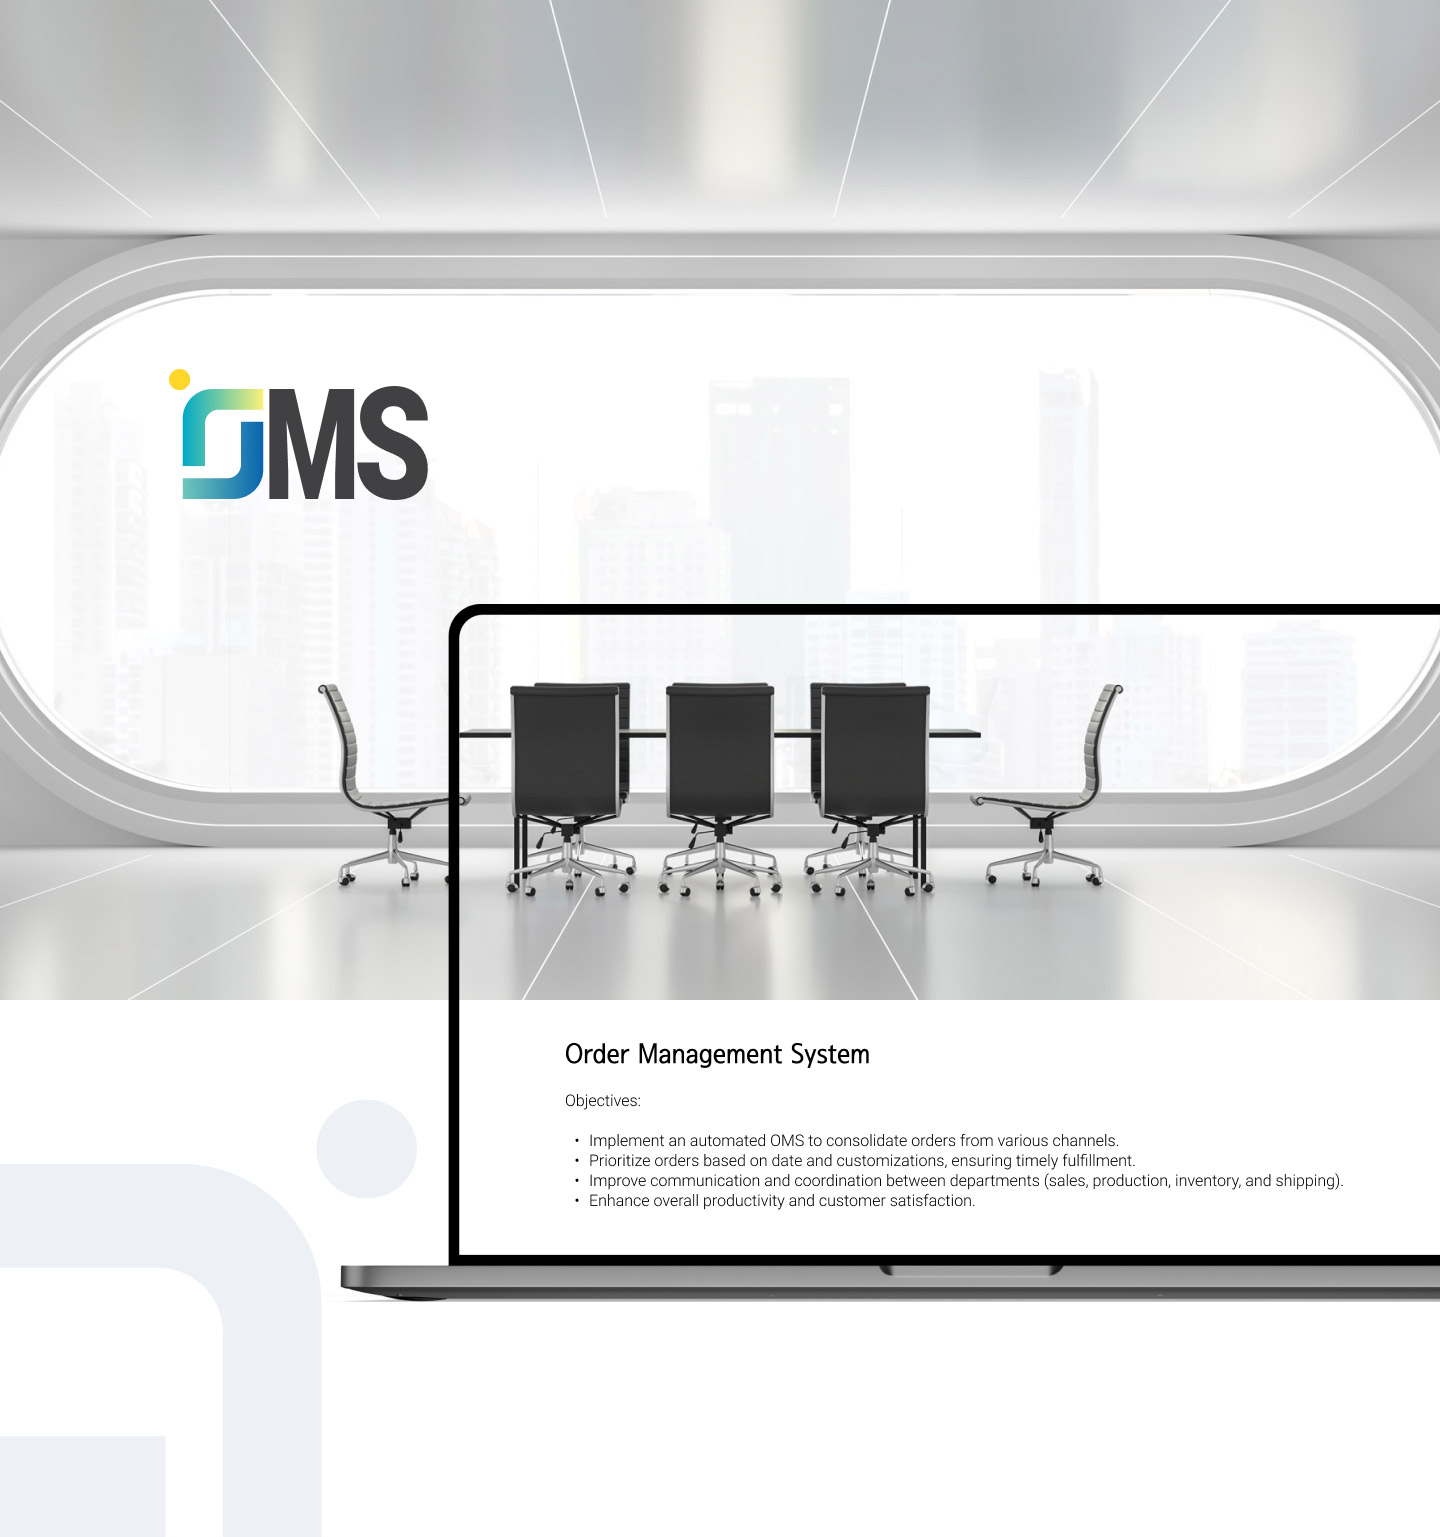 OMS
Order Management System
Objectives:
• Implement an automated OMS to consolidate orders from various channels.
• Prioritize orders based on date and customizations, ensuring timely fulfillment.
• Improve communication and coordination between departments (sales, production, inventory, and shipping).
• Enhance overall productivity and customer satisfaction.